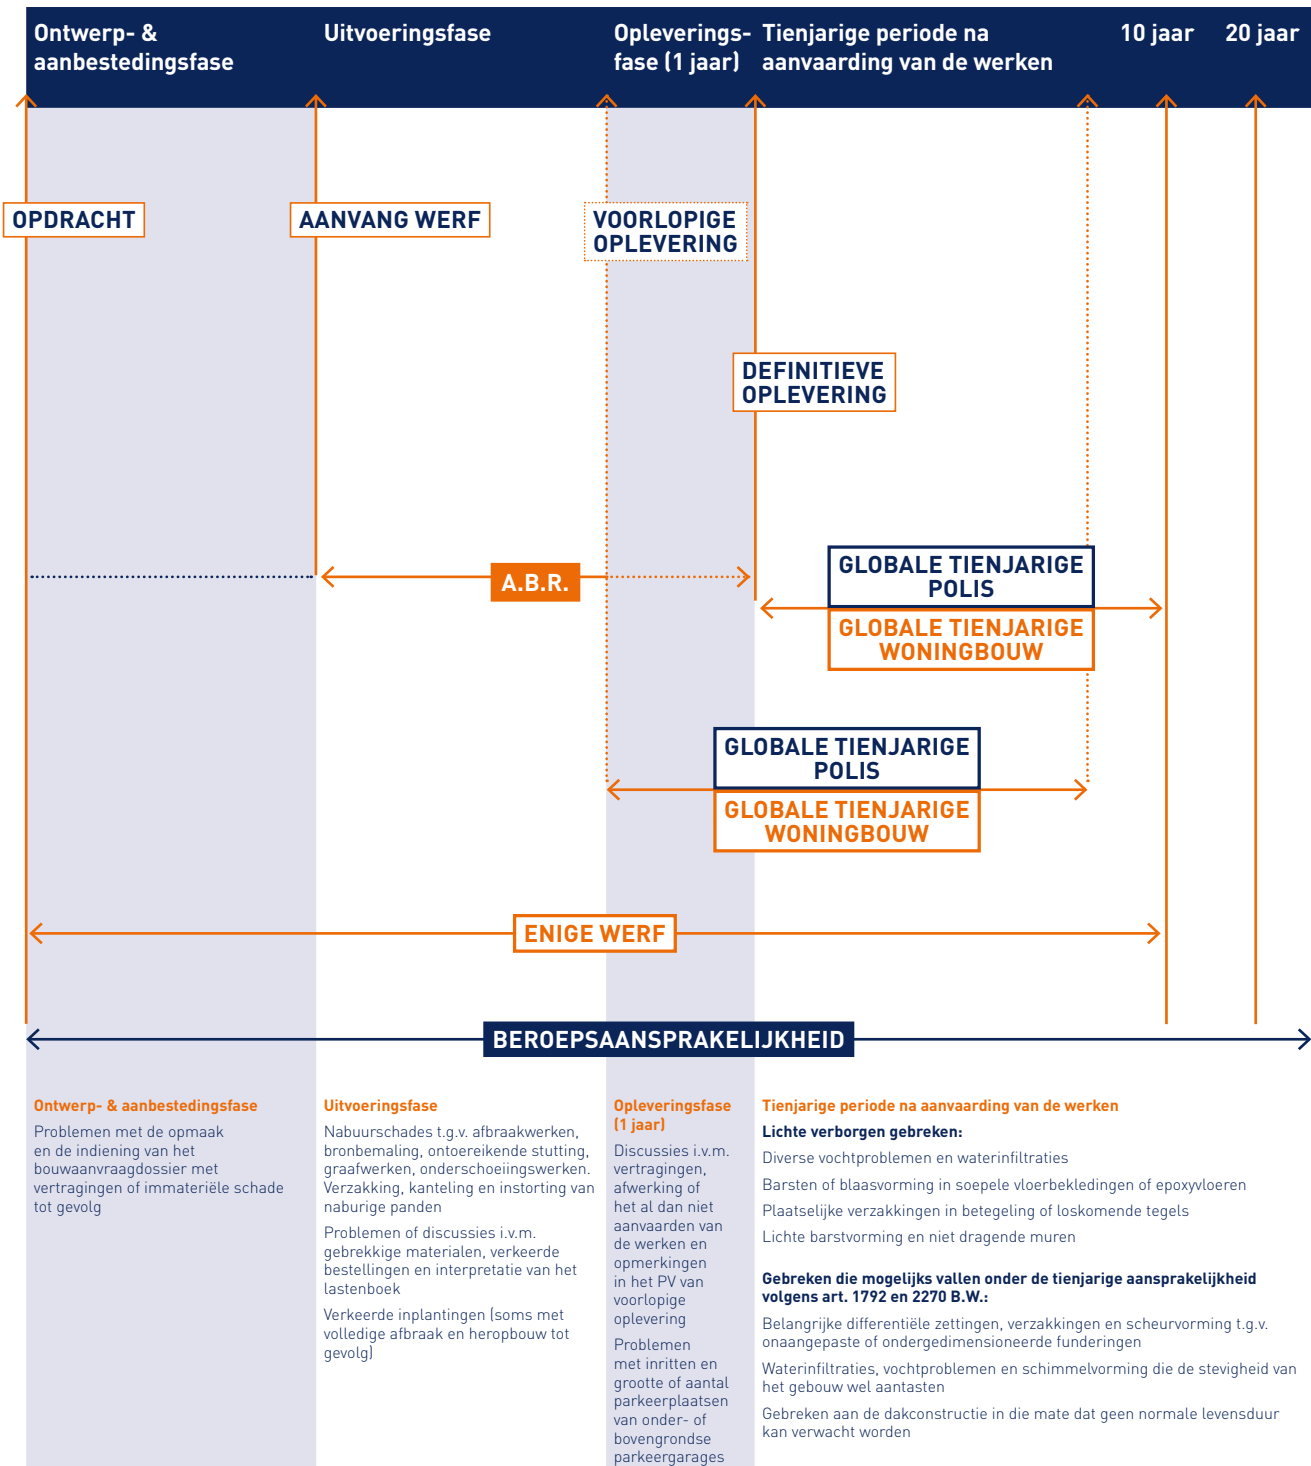 Ontwerp- &
aanbestedingsfase
Uitvoeringsfase
Opleverings-
fase (1 jaar)
Tienjarige periode na
aanvaarding van de werken
10 jaar
20 jaar
OPDRACHT
AANVANG WERF
VOORLOPIGE
OPLEVERING
DEFINITIEVE
OPLEVERING
A.B.R.
GLOBALE TIENJARIGE
POLIS
GLOBALE TIENJARIGE
WONINGBOUW
GLOBALE TIENJARIGE
POLIS
GLOBALE TIENJARIGE
WONINGBOUW
ENIGE WERF
BEROEPSAANSPRAKELIJKHEID
Ontwerp- & aanbestedingsfase
Problemen met de opmaak
en de indiening van het
bouwaanvraagdossier met
vertragingen of immateriële schade
tot gevolg
Uitvoeringsfase
Nabuurschades t.g.v. afbraakwerken,
bronbemaling, ontoereikende stutting,
graafwerken, onderschoeiingswerken.
Verzakking, kanteling en instorting van
naburige panden
Problemen of discussies i.v.m.
gebrekkige materialen, verkeerde
bestellingen en interpretatie van het
lastenboek
Verkeerde inplantingen (soms met
volledige afbraak en heropbouw tot
gevolg)
Opleveringsfase
(1 jaar)
Discussies i.v.m.
vertragingen,
afwerking of
het al dan niet
aanvaarden van
de werken en
opmerkingen
in het PV van
voorlopige
oplevering
Problemen
met inritten en
grootte of aantal
parkeerplaatsen
van onder- of
bovengrondse
parkeergarages
Tienjarige periode na aanvaarding van de werken
Lichte verborgen gebreken:
Diverse vochtproblemen en waterinfiltraties
Barsten of blaasvorming in soepele vloerbekledingen of epoxyvloeren
Plaatselijke verzakkingen in betegeling of loskomende tegels
Lichte barstvorming en niet dragende muren
Gebreken die mogelijks vallen onder de tienjarige aansprakelijkheid
volgens art. 1792 en 2270 B.W.:
Belangrijke differentiële zettingen, verzakkingen en scheurvorming t.g.v.
onaangepaste of ondergedimensioneerde funderingen
Waterinfiltraties, vochtproblemen en schimmelvorming die de stevigheid van
het gebouw wel aantasten
Gebreken aan de dakconstructie in die mate dat geen normale levensduur
kan verwacht worden